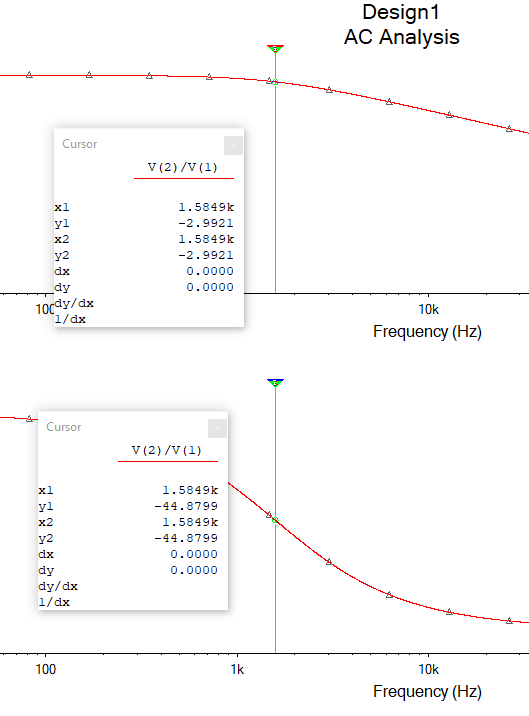 Design1
AC Analysis
Cursor
x
V(2)/V(1)
x1 1.5849k
y1 -2.9921
x2 1.5849k
y2 -2.9921
dx 0.0000
dy 0.0000
dy/dx
1/dx
100 10k
Frequency (Hz)
Cursor
x
V(2)/V(1)
x1 1.5849k
y1 -44.8799
x2 1.5849k
y2 -44.8799
dx 0.0000
dy 0.0000
dy/dx
1/dx
100 1k 10k
Frequency (Hz)